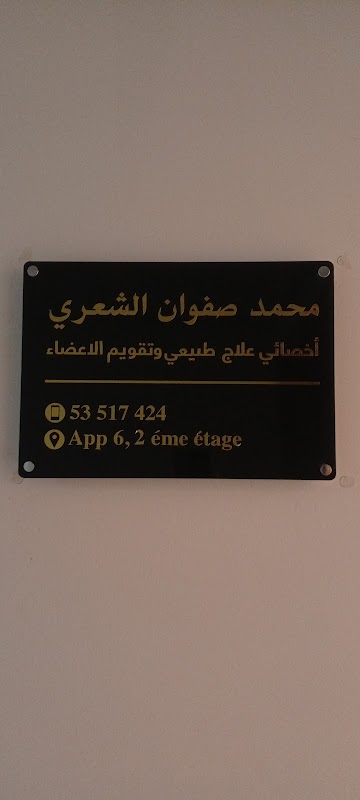 محمد صفوان الشعري
أخصائي علاج طبيعي وتقويم الاعضاء
53 517 424
App 6, 2 éme étage